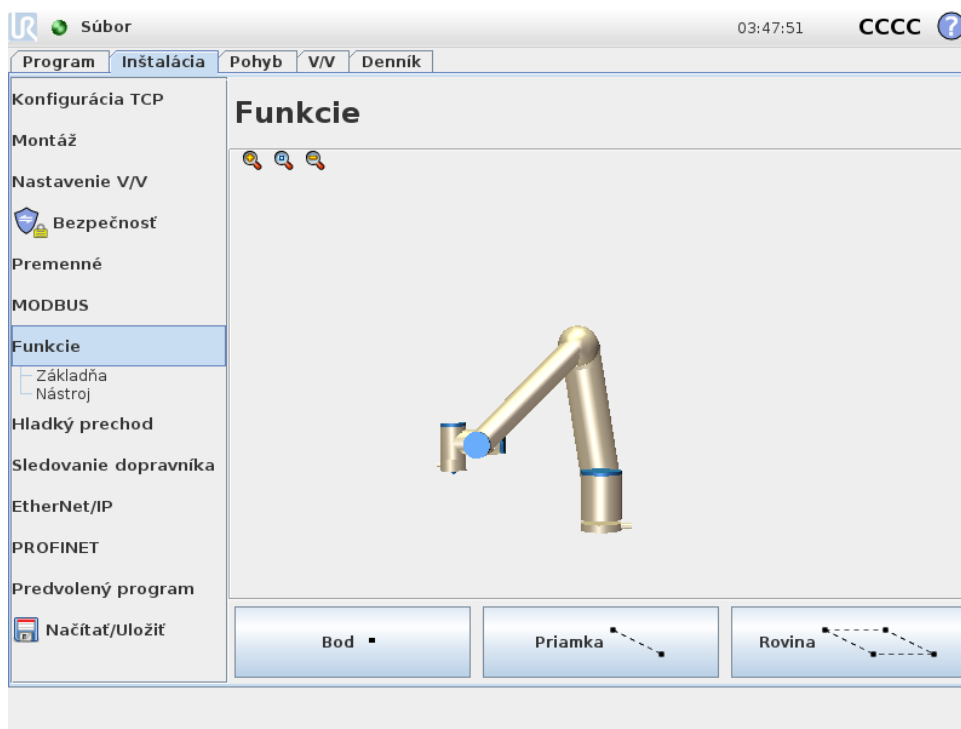 UR Súbor 03:47:51 CCCC ?
Program Inštalácia Pohyb V/V Denník
Konfigurácia TCP
Montáž
Nastavenie V/V
Bezpečnosť
Premenné
MODBUS
Funkcie
Základňa
Nástroj
Hladký prechod
Sledovanie dopravníka
EtherNet/IP
PROFINET
Predvolený program
Načítať/Uložiť
Funkcie
Bod Priamka Rovina